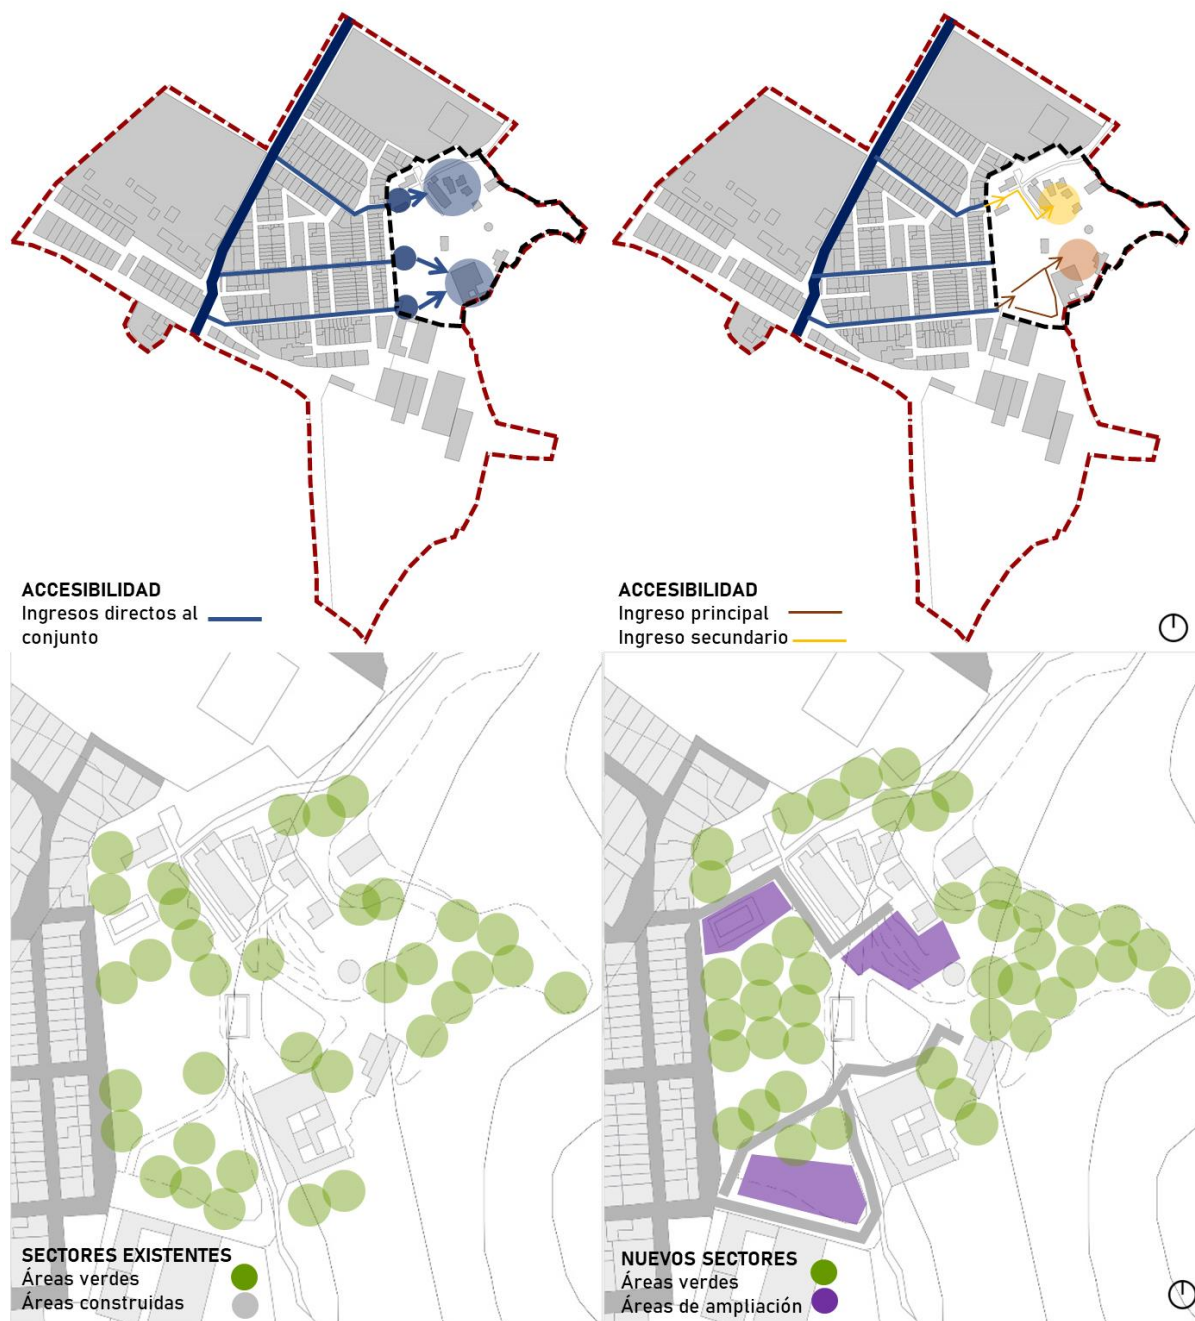 ACCESIBILIDAD
Ingresos directos al
conjunto
ACCESIBILIDAD
Ingreso principal
Ingreso secundario
SECTORES EXISTENTES
Áreas verdes
Áreas construidas
NUEVOS SECTORES
Áreas verdes
Áreas de ampliación